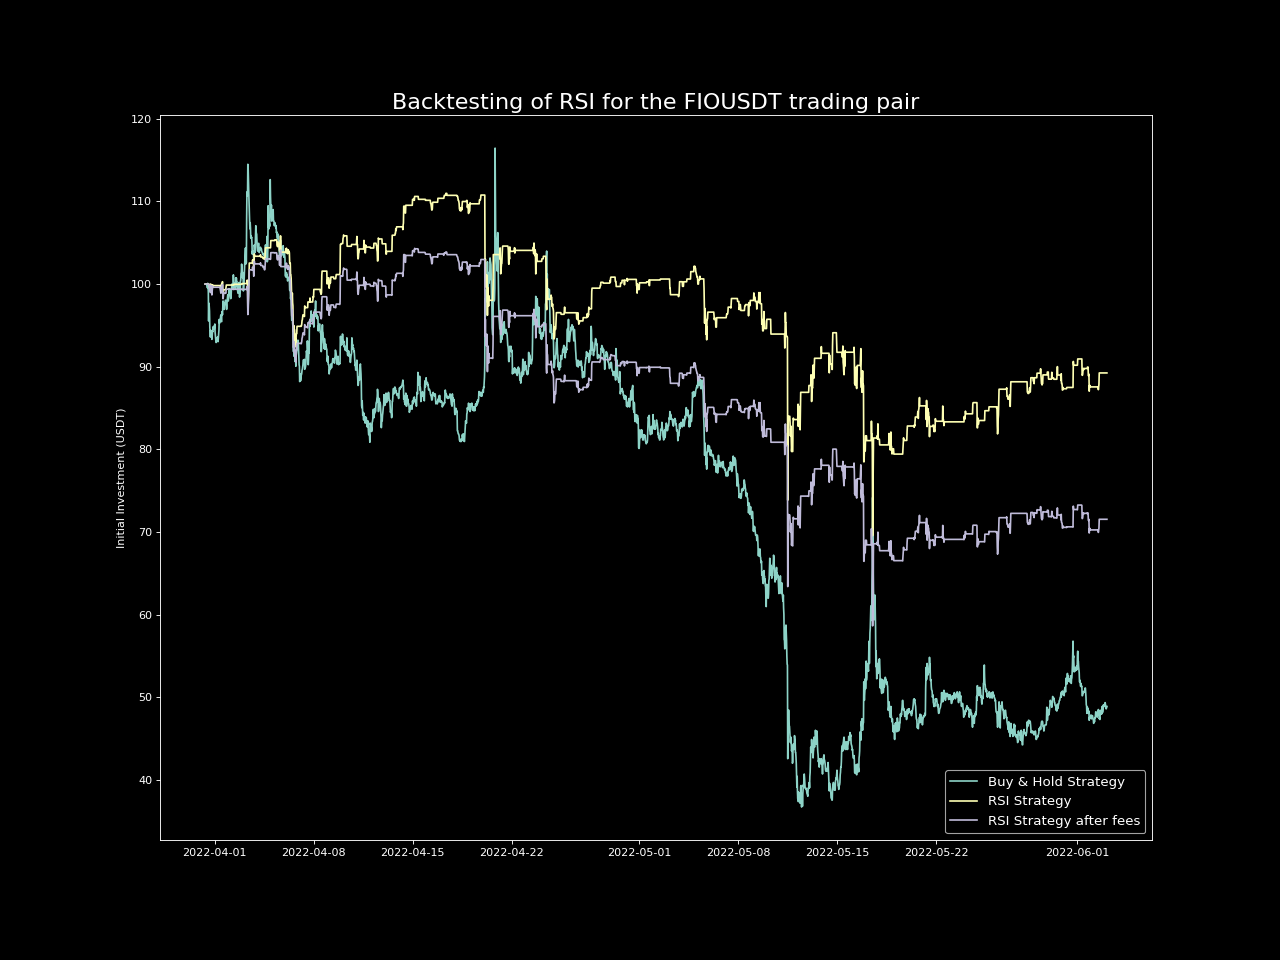 Backtesting of RSI for the FIOUSDT trading pair
120
110
100
90
80
70
60
50
40
Initial Investment (USDT)
2022-04-01 2022-04-08 2022-04-15 2022-04-22 2022-05-01 2022-05-08 2022-05-15 2022-05-22 2022-06-01
Buy & Hold Strategy
RSI Strategy
RSI Strategy after fees